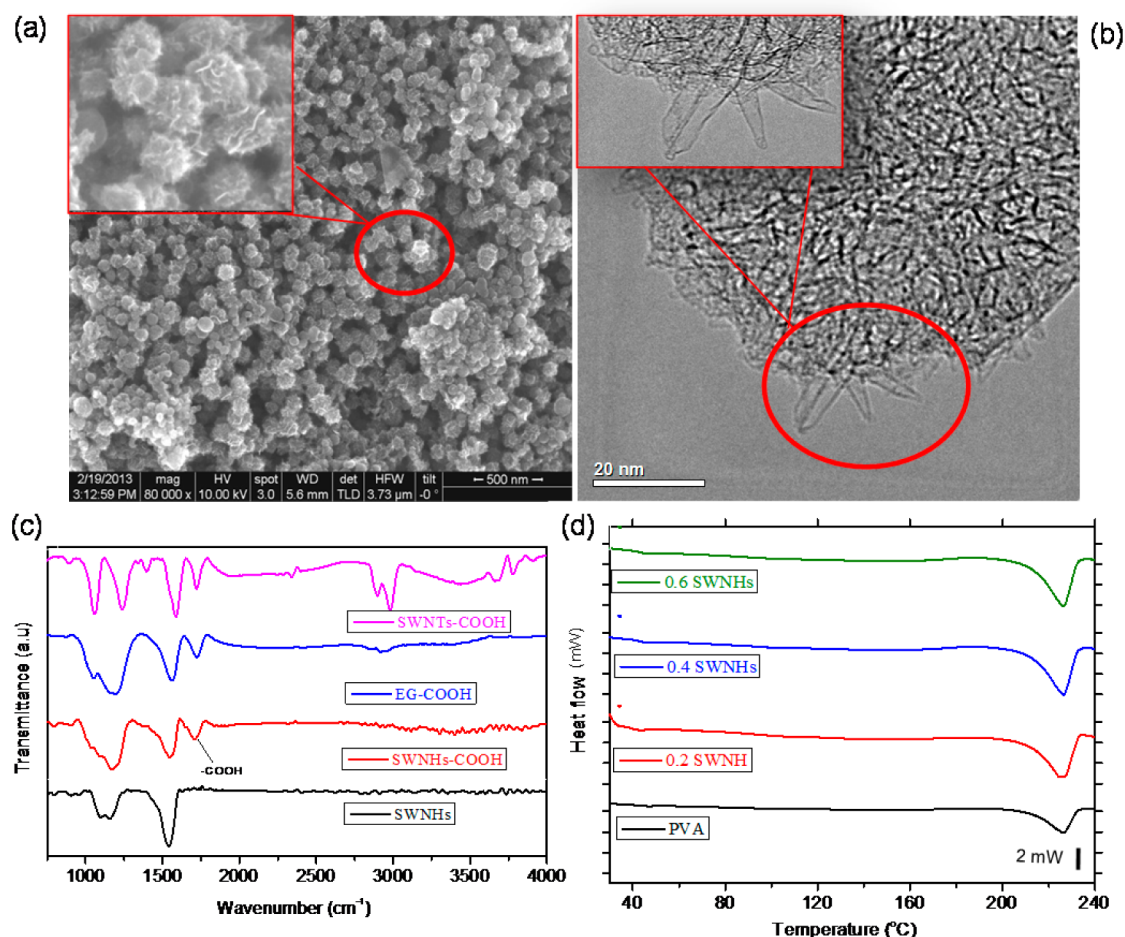 (a)
(b)
2/19/2013 mag HV spot WD det HFW tilt 500 nm
3:12:59 PM 80 000 x 10.00 kV 3.0 5.6 mm TLD 3.73 µm -0°
20 nm
(c)
Transmittance (a.u)
SWNTs-COOH
EG-COOH
SWNHs-COOH
-COOH
SWNHs
1000 1500 2000 2500 3000 3500 4000
Wavenumber (cm⁻¹)
(d)
Heat flow (mW)
0.6 SWNHs
0.4 SWNHs
0.2 SWNH
PVA
2 mW
40 80 120 160 200 240
Temperature (°C)